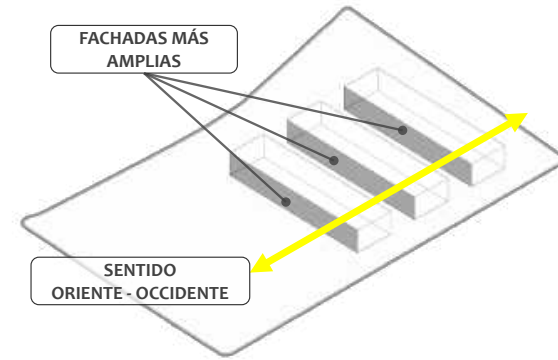 FACHADAS MÁS
AMPLIAS
SENTIDO
ORIENTE - OCCIDENTE